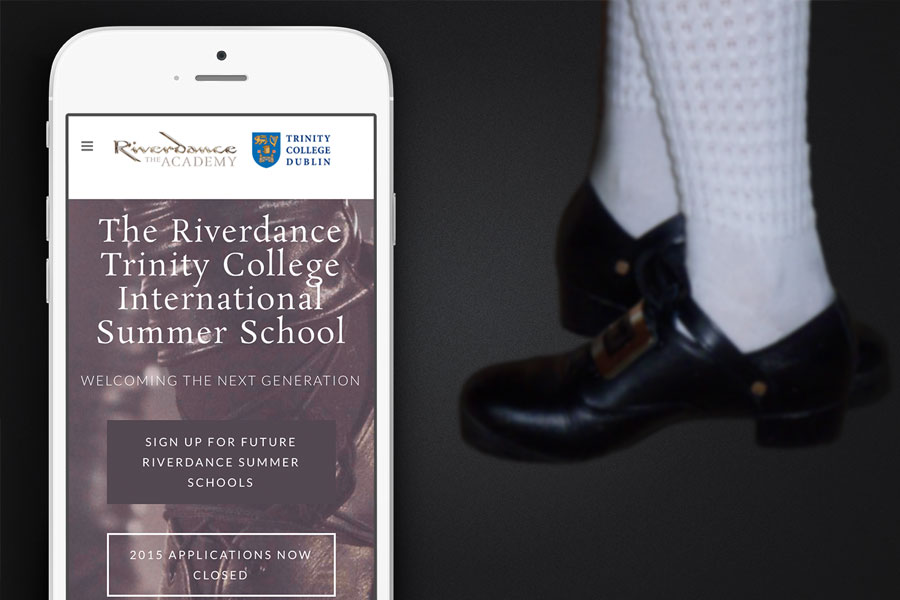 Riverdance
THE ACADEMY
TRINITY
COLLEGE
DUBLIN
The Riverdance
Trinity College
International
Summer School
WELCOMING THE NEXT GENERATION
SIGN UP FOR FUTURE
RIVERDANCE SUMMER
SCHOOLS
2015 APPLICATIONS NOW
CLOSED